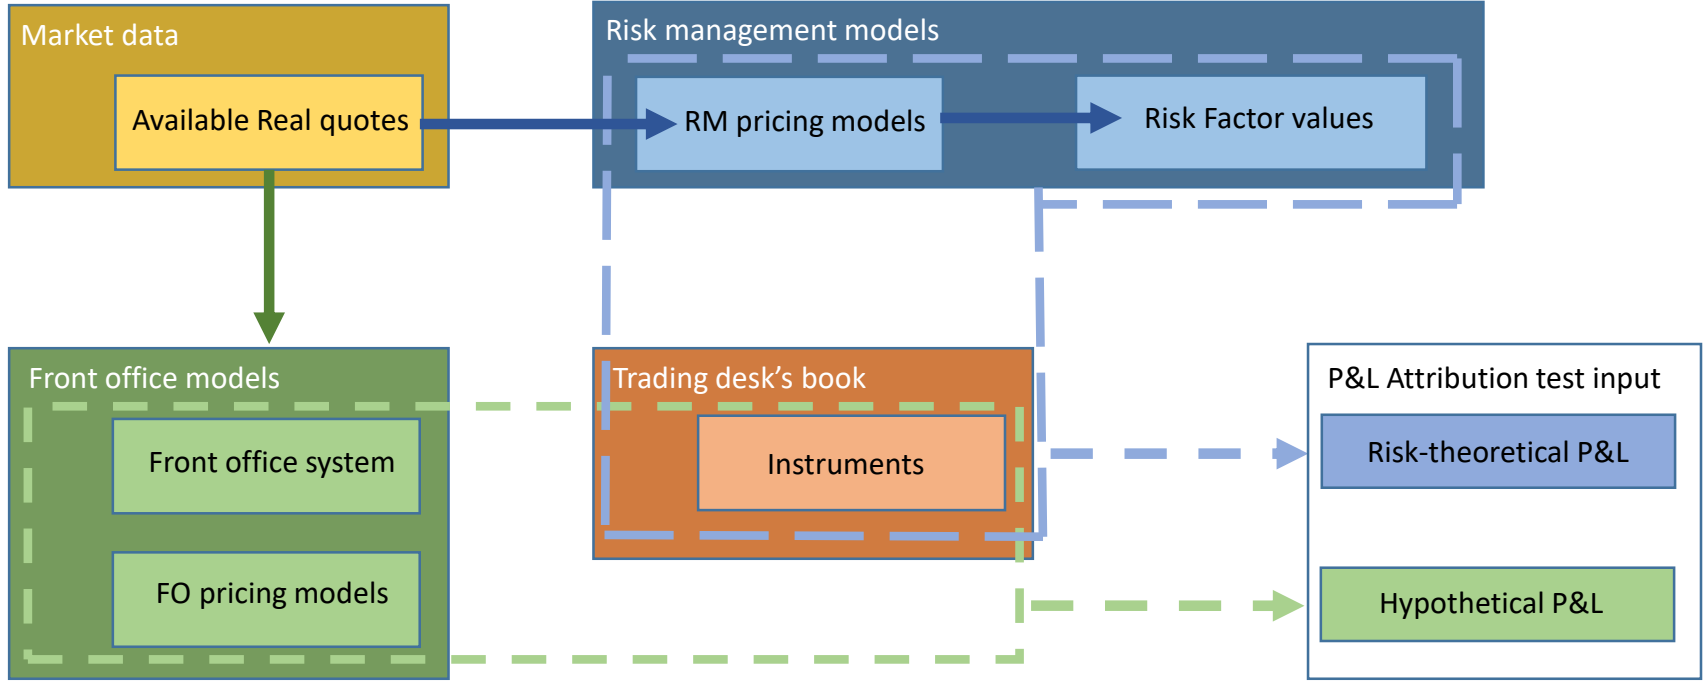 Market data
Available Real quotes
Risk management models
RM pricing models
Risk Factor values
Front office models
Front office system
FO pricing models
Trading desk’s book
Instruments
P&L Attribution test input
Risk-theoretical P&L
Hypothetical P&L